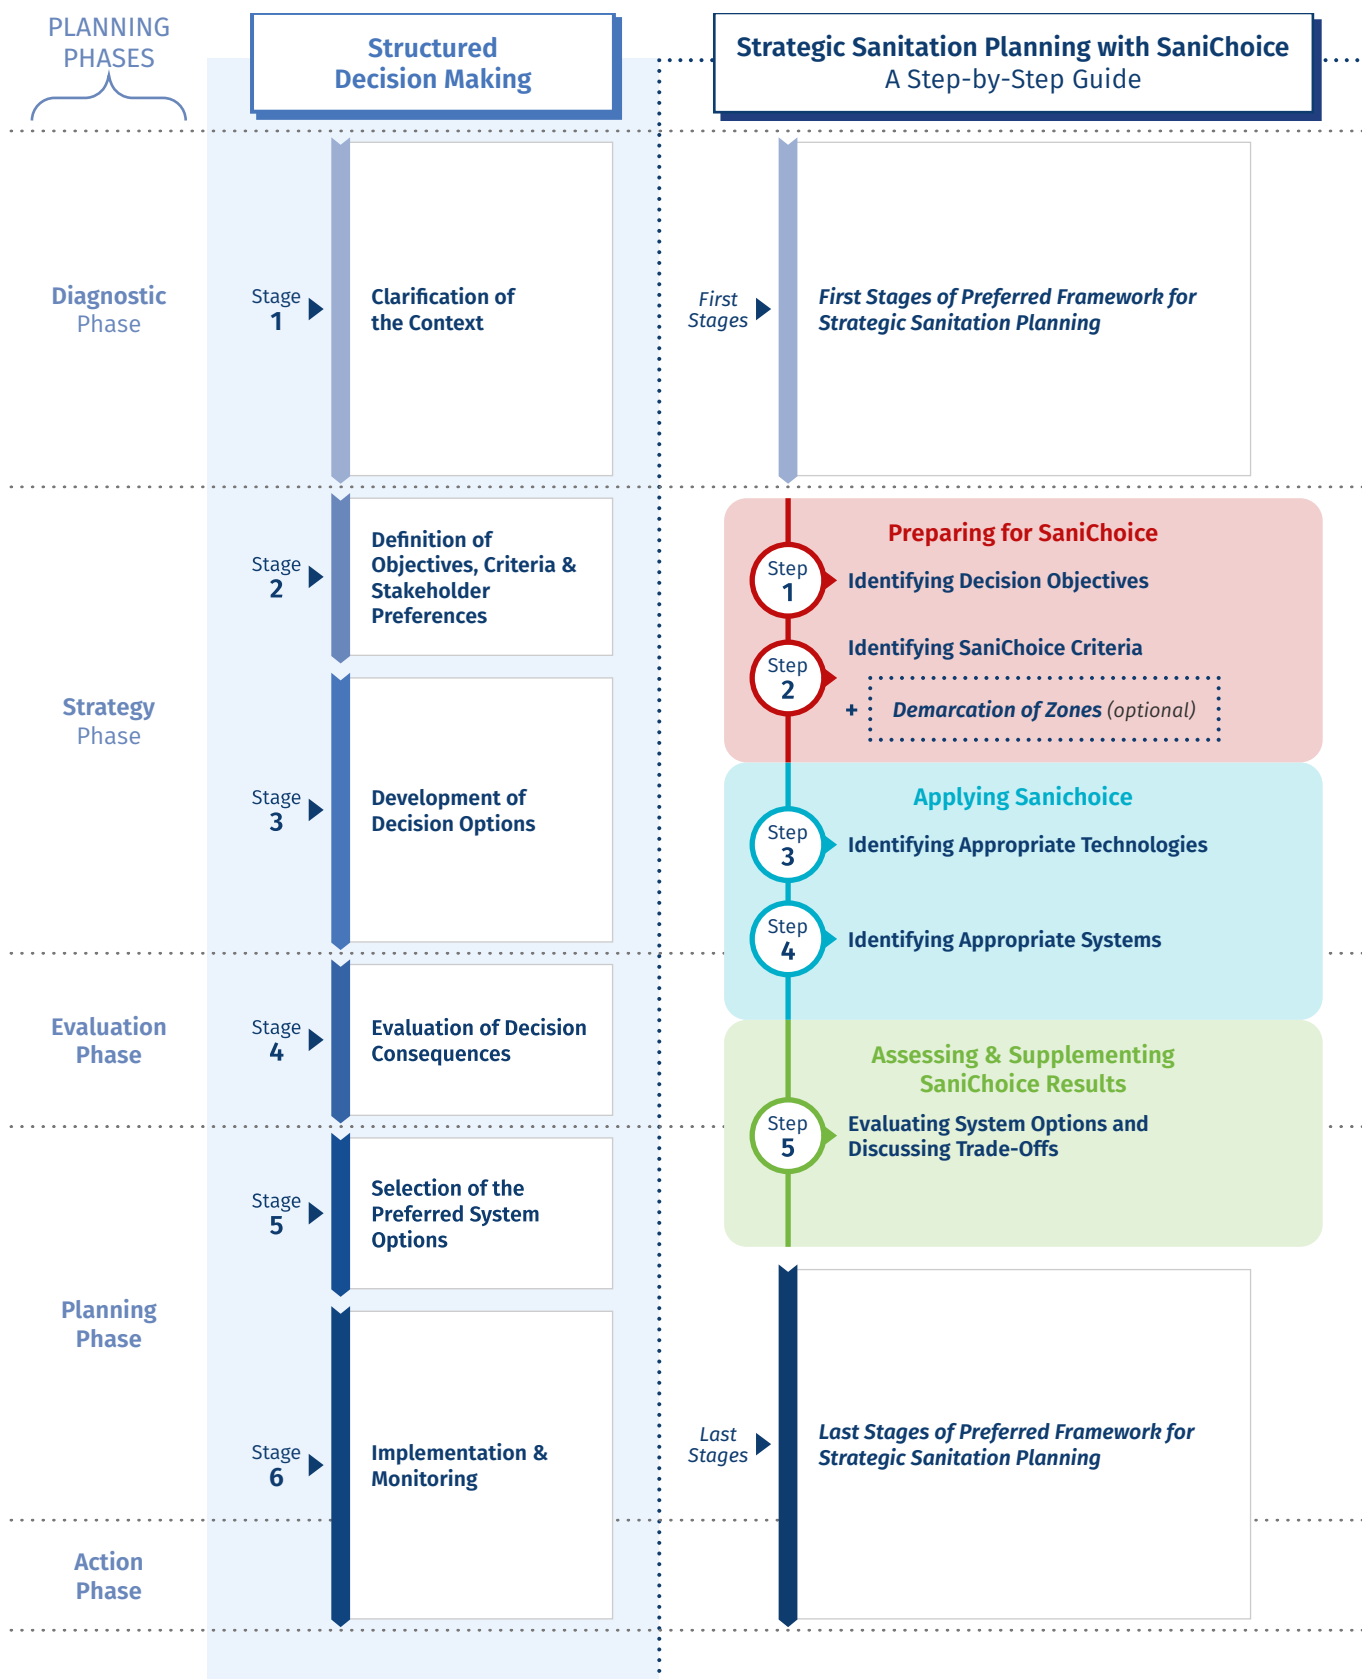 PLANNING
PHASES
Structured
Decision Making
Strategic Sanitation Planning with SaniChoice
A Step-by-Step Guide
Diagnostic
Phase
Stage
1
Clarification of
the Context
First
Stages
First Stages of Preferred Framework for
Strategic Sanitation Planning
Strategy
Phase
Stage
2
Definition of
Objectives, Criteria &
Stakeholder
Preferences
Stage
3
Development of
Decision Options
Preparing for SaniChoice
Step
1
Identifying Decision Objectives
Step
2
Identifying SaniChoice Criteria
+ Demarcation of Zones (optional)
Applying Sanichoice
Step
3
Identifying Appropriate Technologies
Step
4
Identifying Appropriate Systems
Evaluation
Phase
Stage
4
Evaluation of Decision
Consequences
Assessing & Supplementing
SaniChoice Results
Step
5
Evaluating System Options and
Discussing Trade-Offs
Planning
Phase
Stage
5
Selection of the
Preferred System
Options
Stage
6
Implementation &
Monitoring
Last
Stages
Last Stages of Preferred Framework for
Strategic Sanitation Planning
Action
Phase